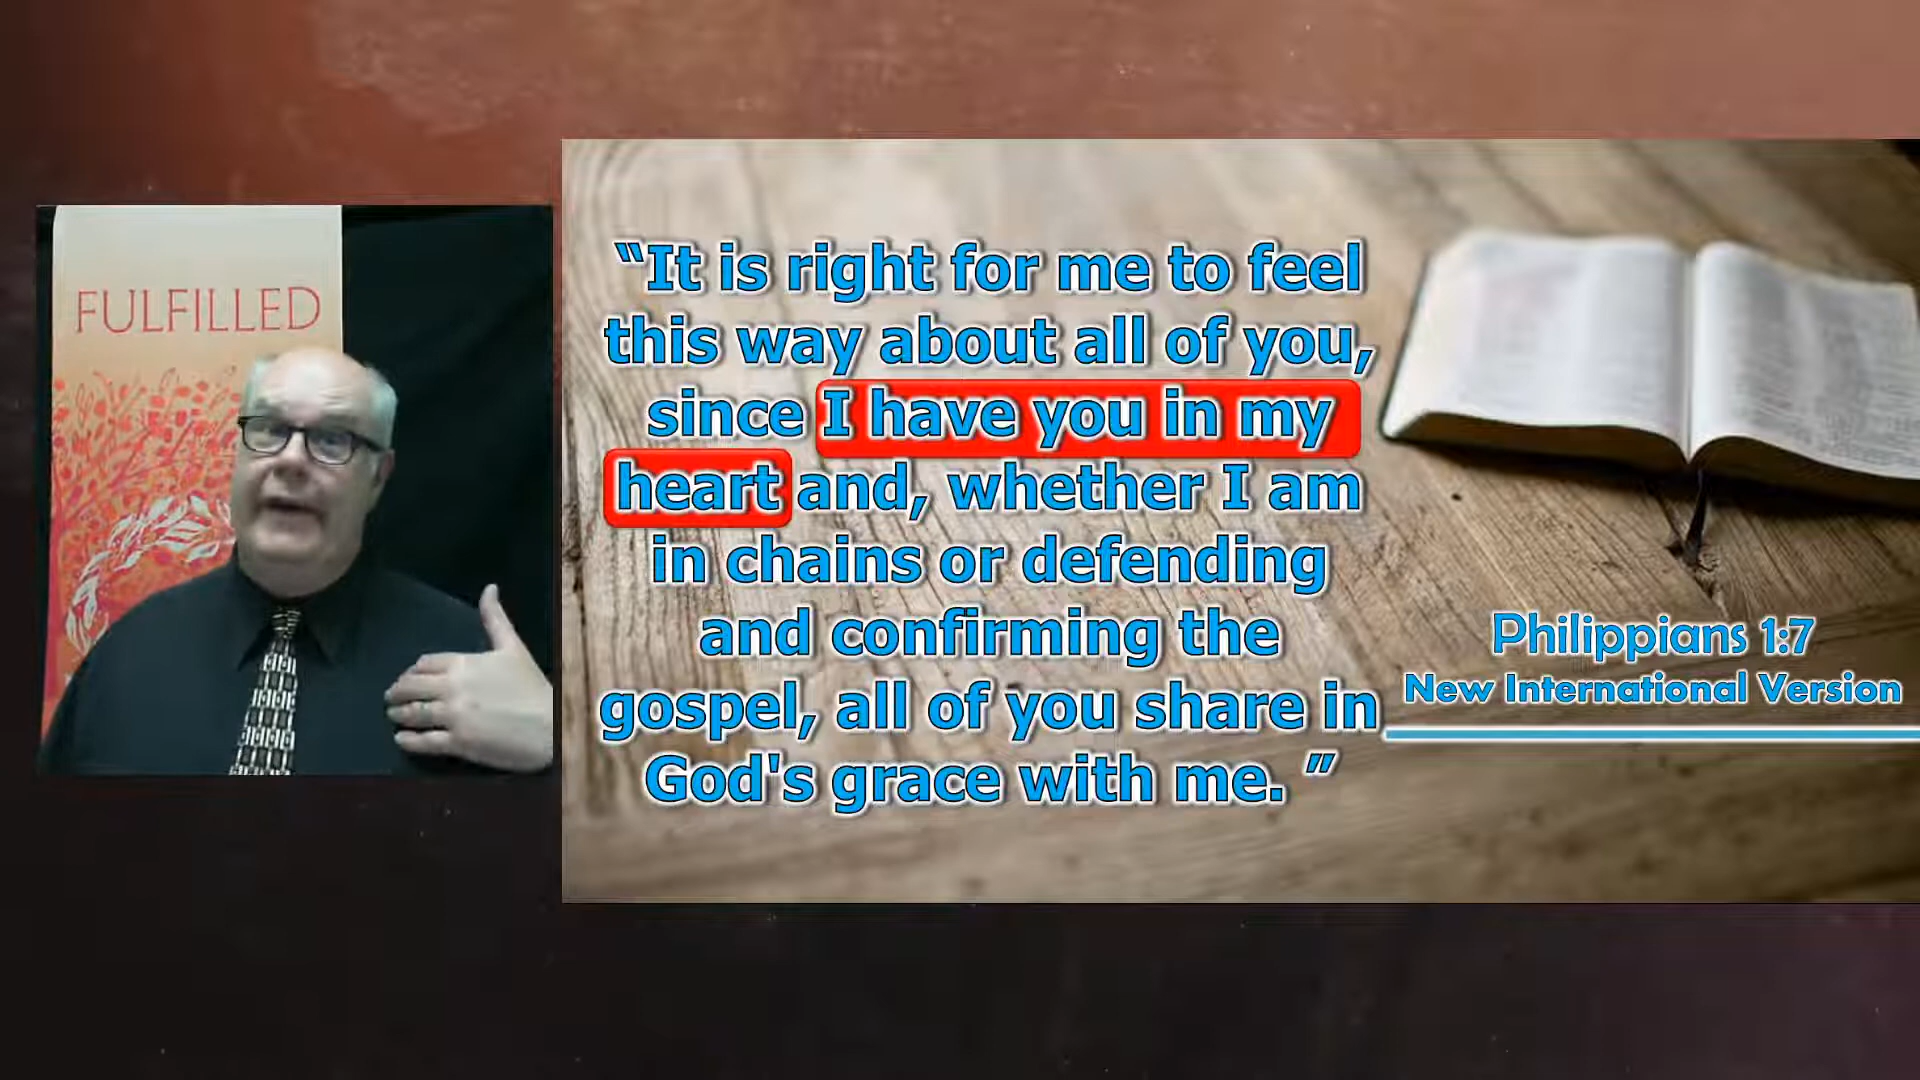 FULFILLED
“It is right for me to feel
this way about all of you,
since I have you in my
heart and, whether I am
in chains or defending
and confirming the
gospel, all of you share in
God's grace with me. ”
Philippians 1:7
New International Version